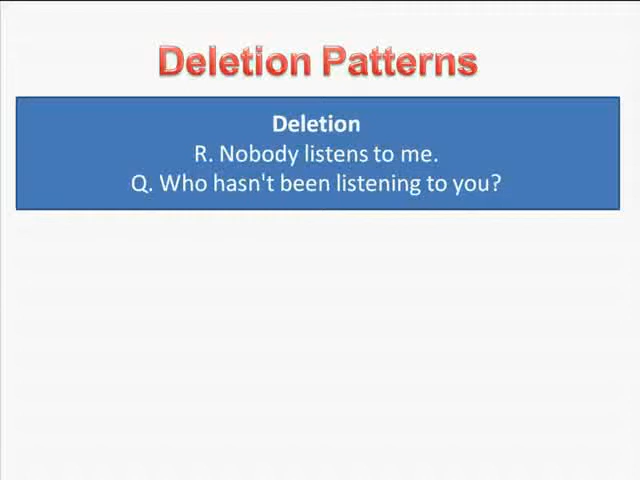 Deletion Patterns
Deletion
R. Nobody listens to me.
Q. Who hasn't been listening to you?